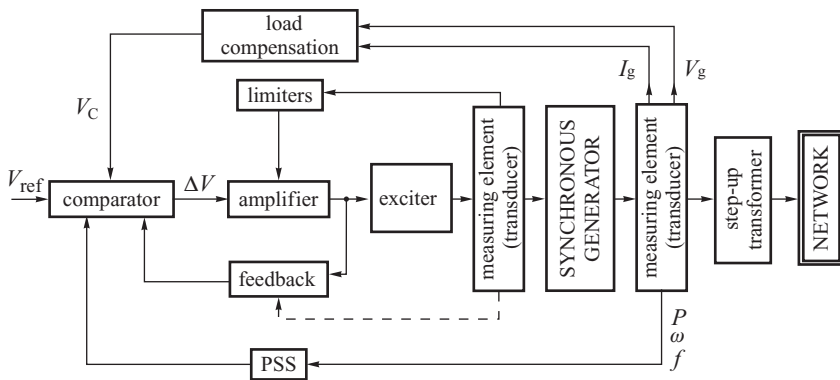 load
compensation
I_g
V_g
limiters
V_C
V_ref
comparator
ΔV
amplifier
exciter
measuring element
(transducer)
SYNCHRONOUS
GENERATOR
measuring element
(transducer)
step-up
transformer
NETWORK
feedback
PSS
P
ω
f